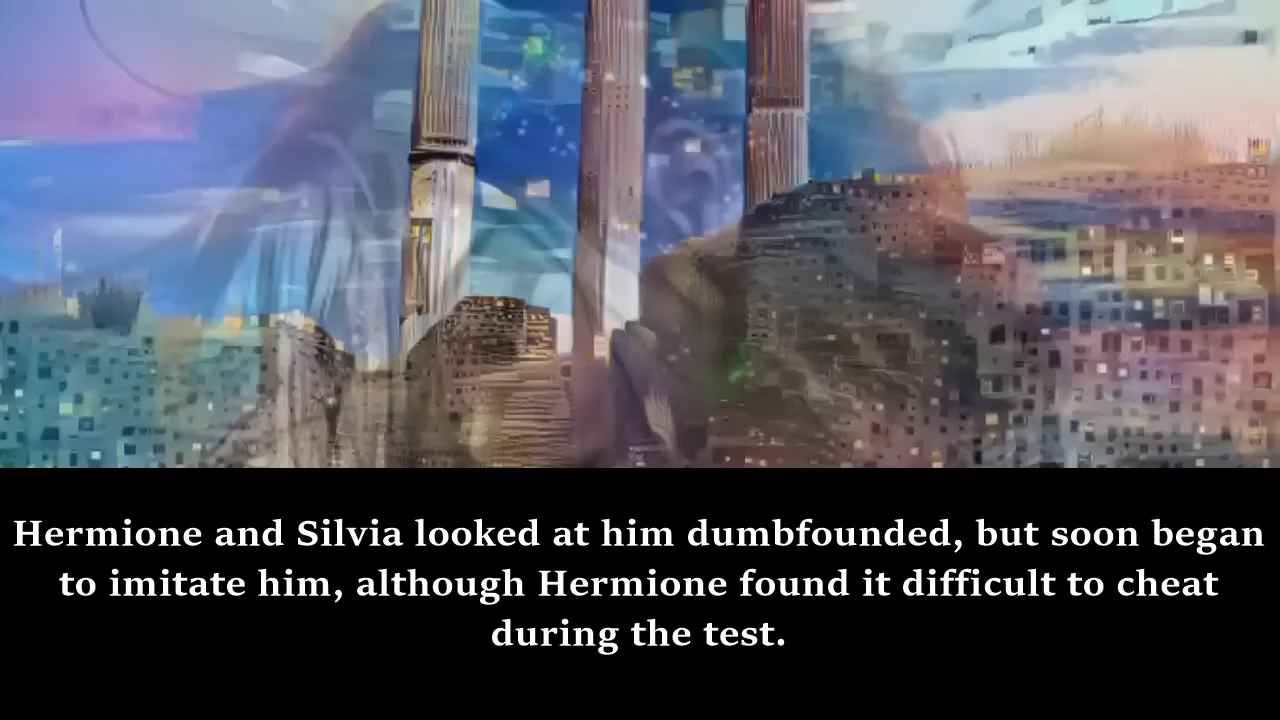 Hermione and Silvia looked at him dumbfounded, but soon began
to imitate him, although Hermione found it difficult to cheat
during the test.